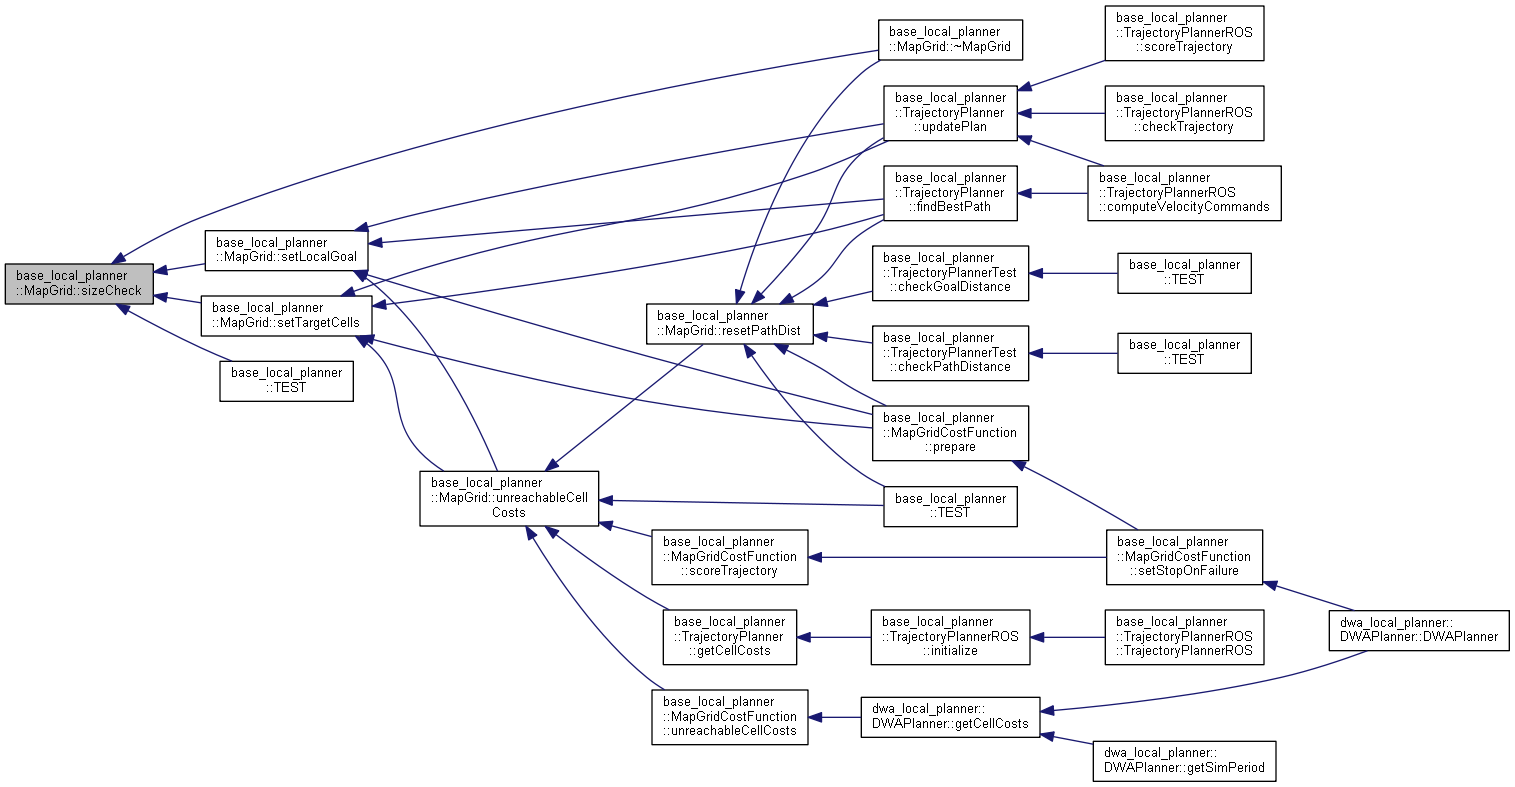 base_local_planner
::MapGrid::sizeCheck
base_local_planner
::MapGrid::~MapGrid
base_local_planner
::MapGrid::setLocalGoal
base_local_planner
::MapGrid::setTargetCells
base_local_planner
::TEST
base_local_planner
::TrajectoryPlanner
::updatePlan
base_local_planner
::TrajectoryPlanner
::findBestPath
base_local_planner
::MapGrid::unreachableCell
Costs
base_local_planner
::MapGrid::resetPathDist
base_local_planner
::TrajectoryPlannerROS
::scoreTrajectory
base_local_planner
::TrajectoryPlannerROS
::checkTrajectory
base_local_planner
::TrajectoryPlannerROS
::computeVelocityCommands
base_local_planner
::TrajectoryPlannerTest
::checkGoalDistance
base_local_planner
::TEST
base_local_planner
::TrajectoryPlannerTest
::checkPathDistance
base_local_planner
::TEST
base_local_planner
::MapGridCostFunction
::prepare
base_local_planner
::TEST
base_local_planner
::MapGridCostFunction
::scoreTrajectory
base_local_planner
::MapGridCostFunction
::setStopOnFailure
base_local_planner
::TrajectoryPlanner
::getCellCosts
base_local_planner
::TrajectoryPlannerROS
::initialize
base_local_planner
::TrajectoryPlannerROS
::TrajectoryPlannerROS
dwa_local_planner::
DWAPlanner::DWAPlanner
base_local_planner
::MapGridCostFunction
::unreachableCellCosts
dwa_local_planner::
DWAPlanner::getCellCosts
dwa_local_planner::
DWAPlanner::getSimPeriod